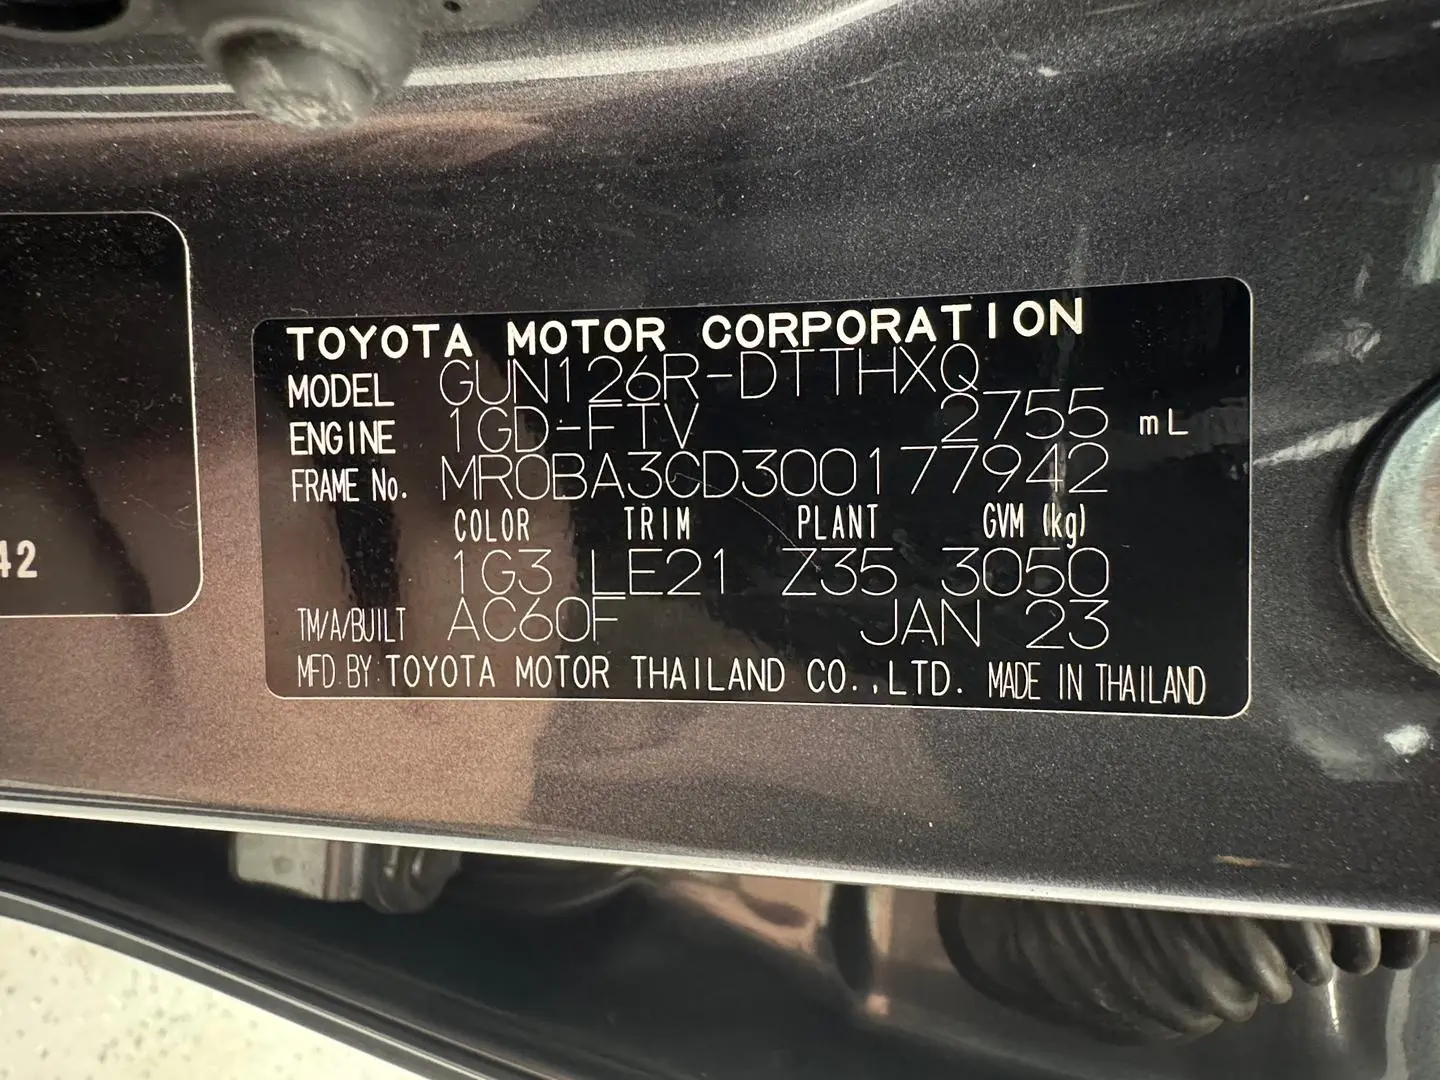 TOYOTA MOTOR CORPORATION
MODEL GUN126R-DTTHXQ
ENGINE 1GD-FTV 2755 mL
FRAME No. MR0BA3CD300177942
COLOR TRIM PLANT GVM (kg)
1G3 LE21 Z35 3050
TM/A/BUILT AC60F JAN 23
MFD.BY:TOYOTA MOTOR THAILAND CO.,LTD. MADE IN THAILAND
42